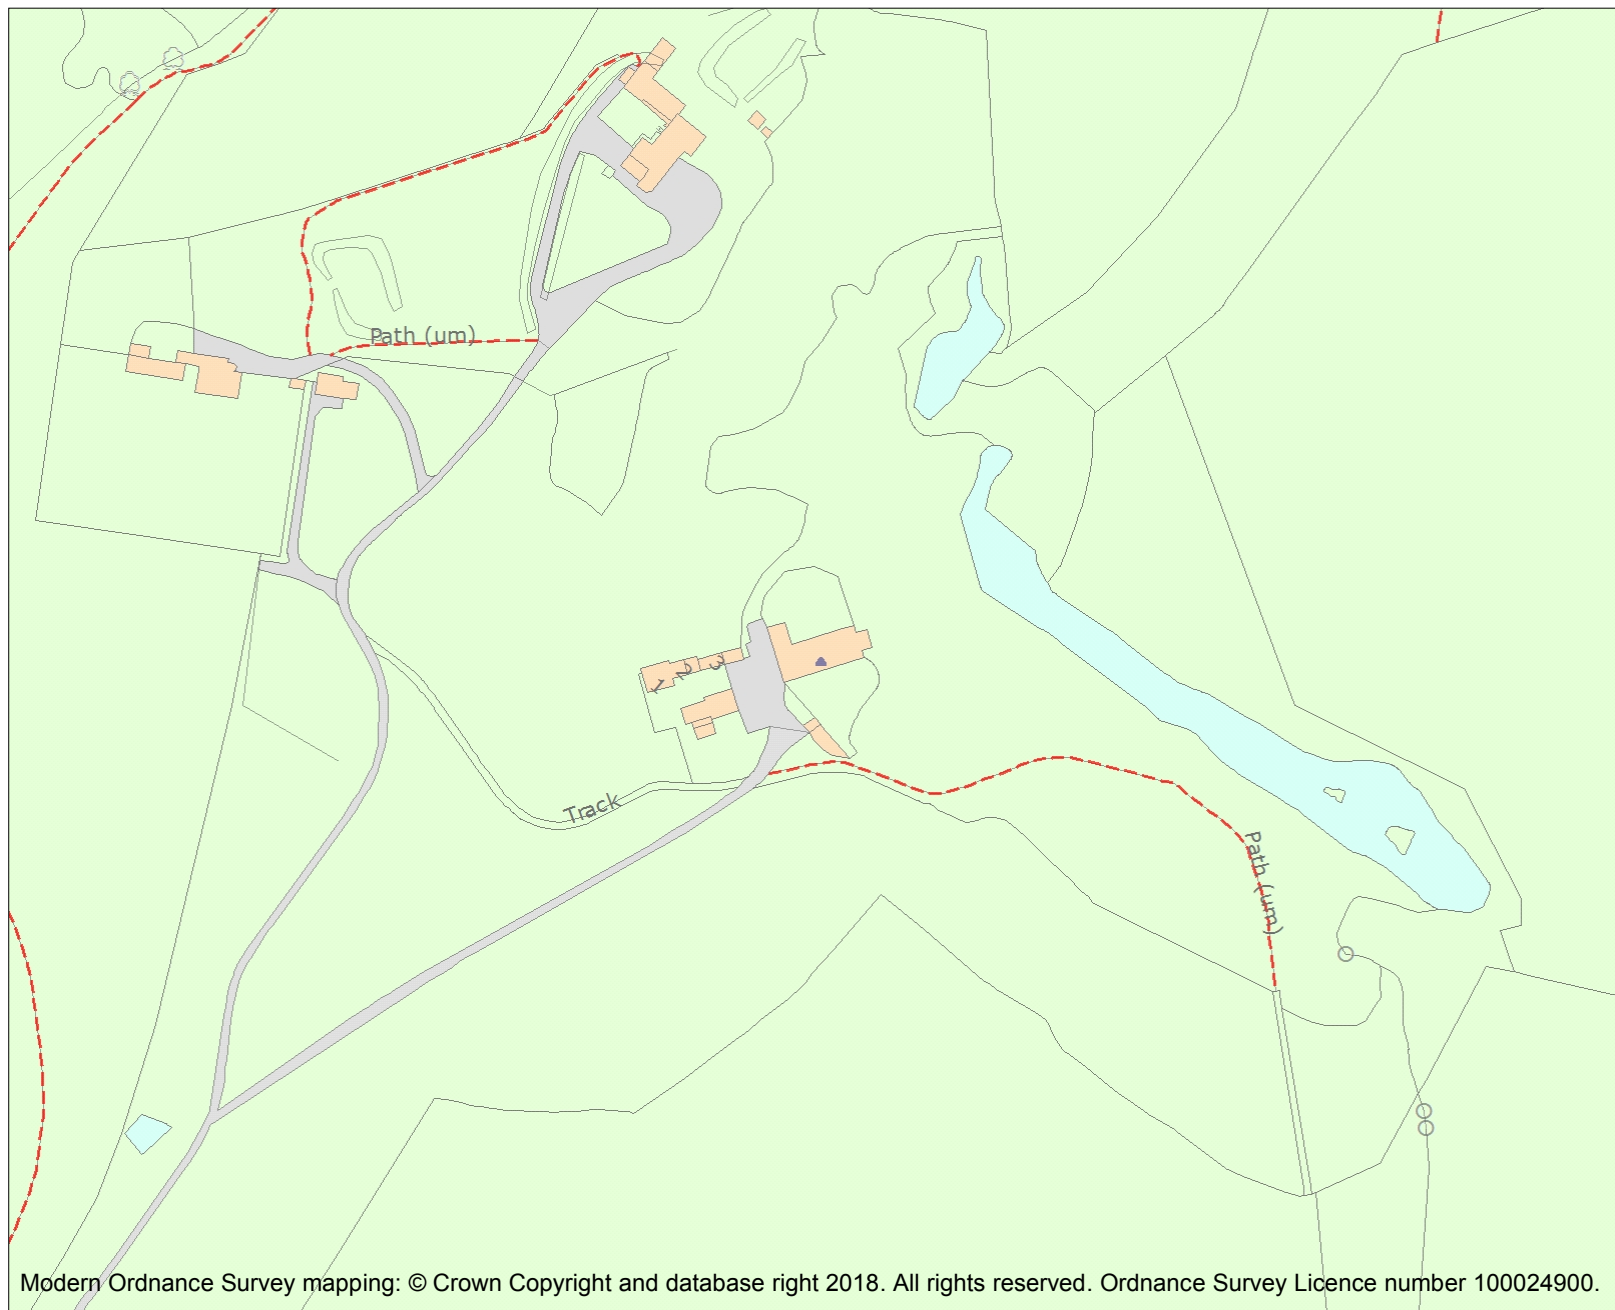 Path (um)
1
2
3
Track
Path (um)
Modern Ordnance Survey mapping: © Crown Copyright and database right 2018. All rights reserved. Ordnance Survey Licence number 100024900.